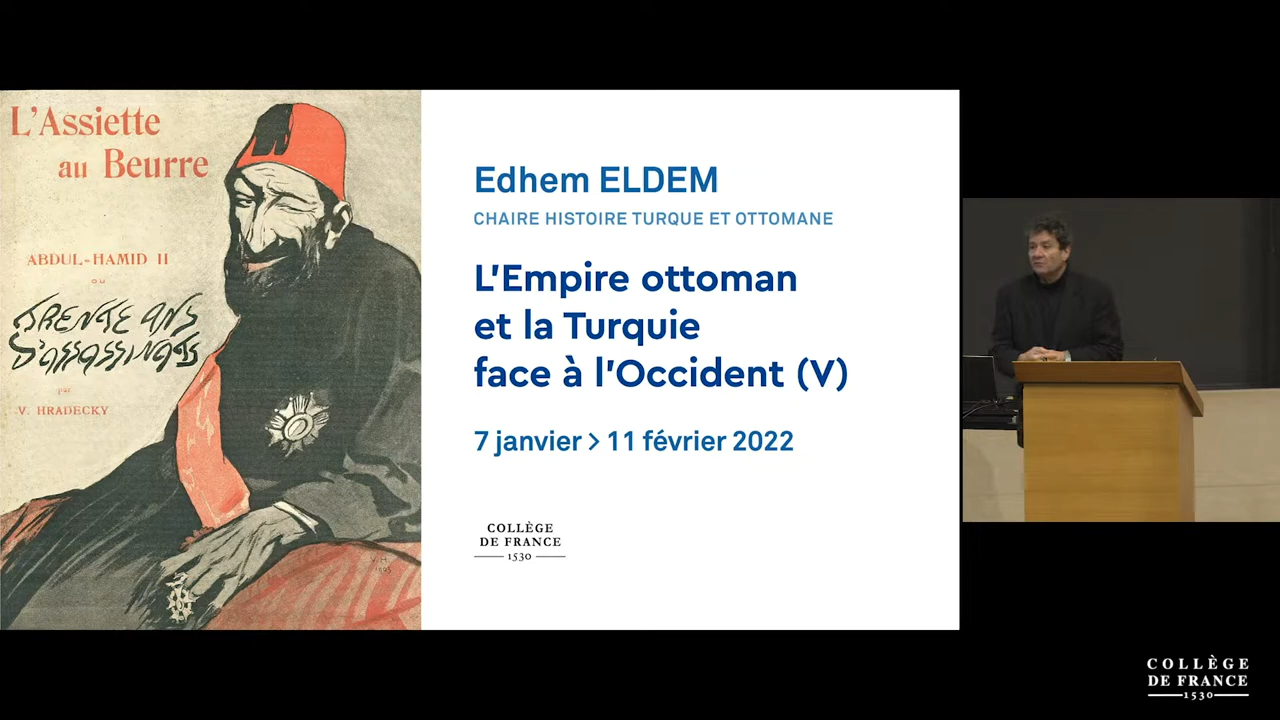 L'Assiette
au Beurre
ABDUL-HAMID II
OU
TRENTE ANS
D'ASSASSINATS
par
V. HRADECKY
V. H.
Edhem ELDEM
CHAIRE HISTOIRE TURQUE ET OTTOMANE
L'Empire ottoman
et la Turquie
face à l'Occident (V)
7 janvier > 11 février 2022
COLLÈGE
DE FRANCE
1530
COLLÈGE
DE FRANCE
1530